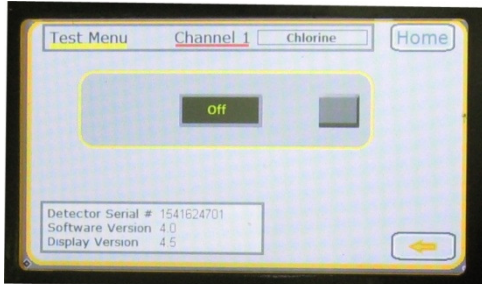 Test Menu Channel 1 Chlorine Home
Off
Detector Serial # 1541624701
Software Version 4.0
Display Version 4.5